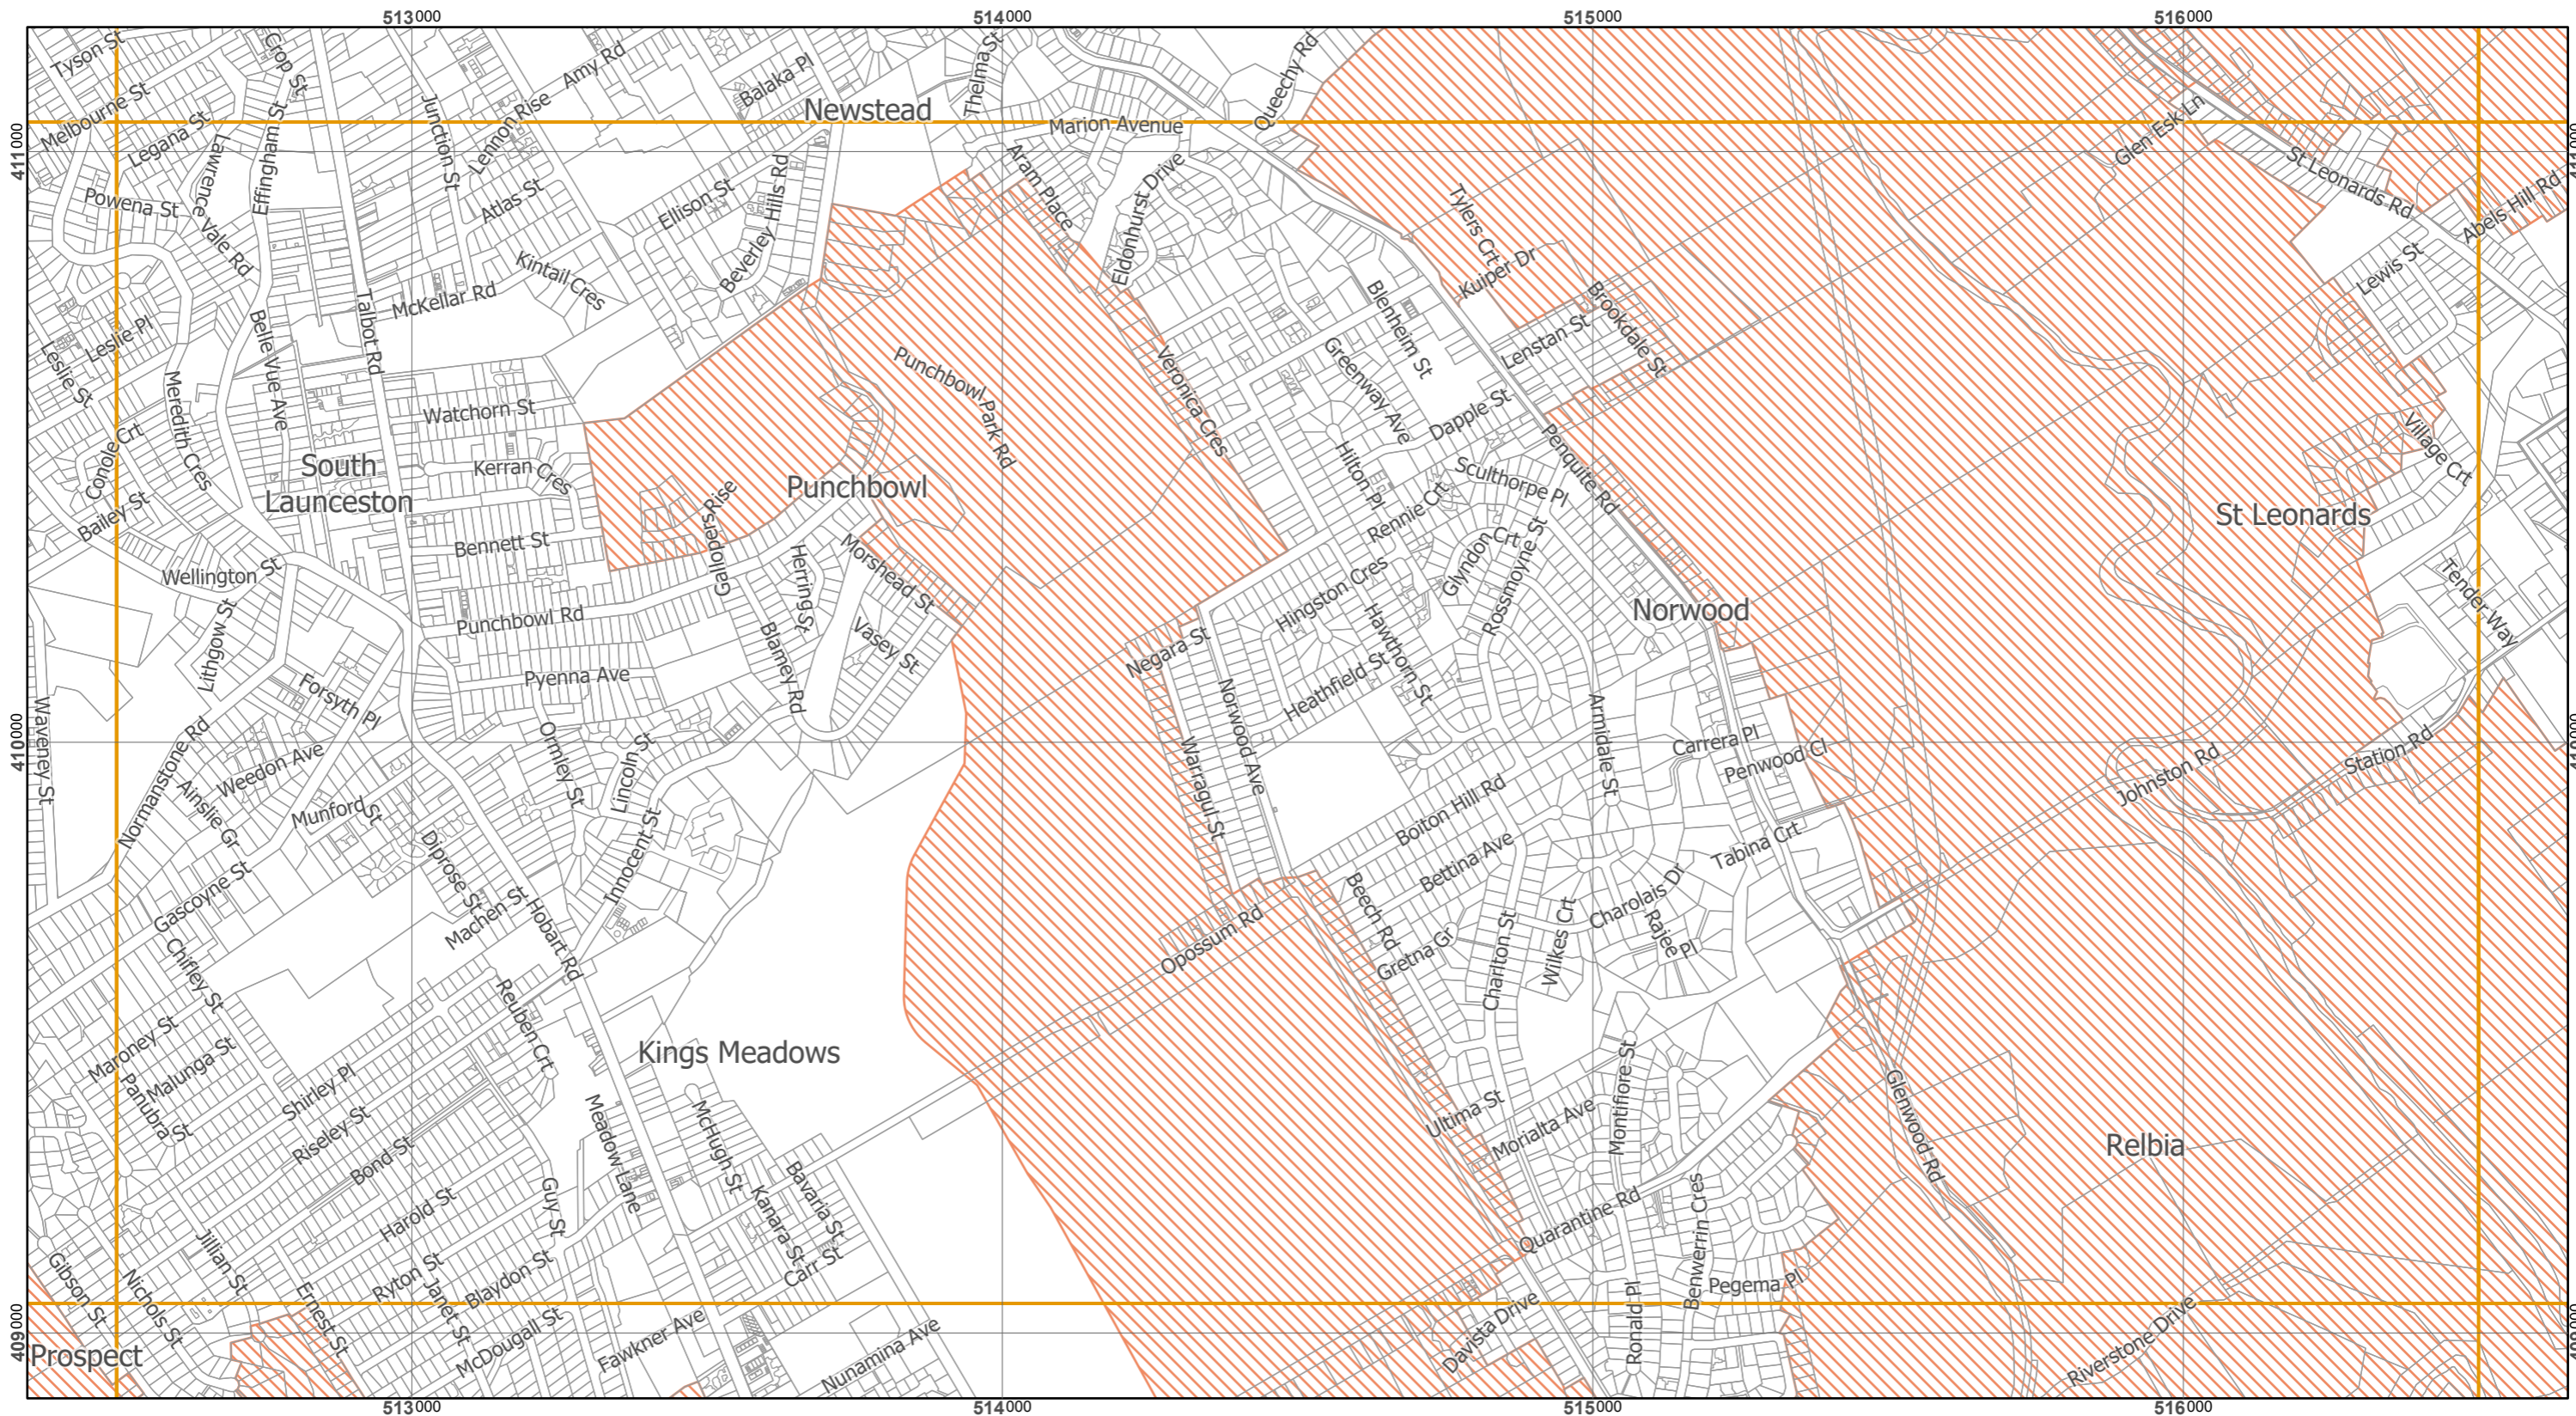 513000
514000
515000
516000
Tyson St
Crop St
Amy Rd
Balaka Pl
Thelma St
Queechy Rd
Melbourne St
Legana St
Effingham St
Junction St
Lennon Rise
Newstead
Marion Avenue
Glen Esk Ln
411000
Lawrence Vale Rd
Powena St
Atlas St
Ellison St
Beverley Hills Rd
Aram Place
Eldonhurst Drive
Tylers Crt
St Leonards Rd
Abels Hill Rd
Kintail Cres
McKellar Rd
Kuiper Dr
Lewis St
Leslie Pl
Leslie St
Belle Vue Ave
Talbot Rd
Blenheim St
Brookdale St
Lenstan St
Greenway Ave
Veronica Cres
Punchbowl Park Rd
Meredith Cres
Watchorn St
Dapple St
Penquite Rd
Village Crt
Conole Crt
South
Launceston
Kerran Cres
Punchbowl
Hilton Pl
Sculthorpe Pl
Rennie Crt
St Leonards
Bailey St
Bennett St
Gallopers Rise
Morshead St
Herring St
Glyndon Crt
Rossmoyne St
Wellington St
Hingston Cres
Norwood
Tender Way
Lithgow St
Punchbowl Rd
Blamey Rd
Vasey St
Negara St
Hawthorn St
Heathfield St
Pyenna Ave
Forsyth Pl
Norwood Ave
Armidale St
Waveney St
410000
Normanstone Rd
Weedon Ave
Ainslie Gr
Munford St
Ormley St
Lincoln St
Warragul St
Carrera Pl
Penwood Cl
Johnston Rd
Station Rd
Boiton Hill Rd
Bettina Ave
Tabina Crt
Innocent St
Diprose St
Gascoyne St
Machen St
Hobart Rd
Opossum Rd
Beech Rd
Gretna Gr
Charlton St
Wilkes Crt
Charolais Dr
Rajee Pl
Chifley St
Reuben Crt
Maroney St
Malunga St
Panubra St
Shirley Pl
Riseley St
Bond St
Kings Meadows
Meadow Lane
McHugh St
Ultima St
Morialta Ave
Montifiore St
Glenwood Rd
Relbia
Harold St
Guy St
Kanara St
Bavaria St
Carr St
Quarantine Rd
Benwerrin Cres
Pegema Pl
Gibson St
Nichols St
Jillian St
Ernest St
Ryton St
Janet St
Blaydon St
McDougall St
Fawkner Ave
Nunamina Ave
Davista Drive
Ronald Pl
Riverstone Drive
409000
Prospect
513000
514000
515000
516000